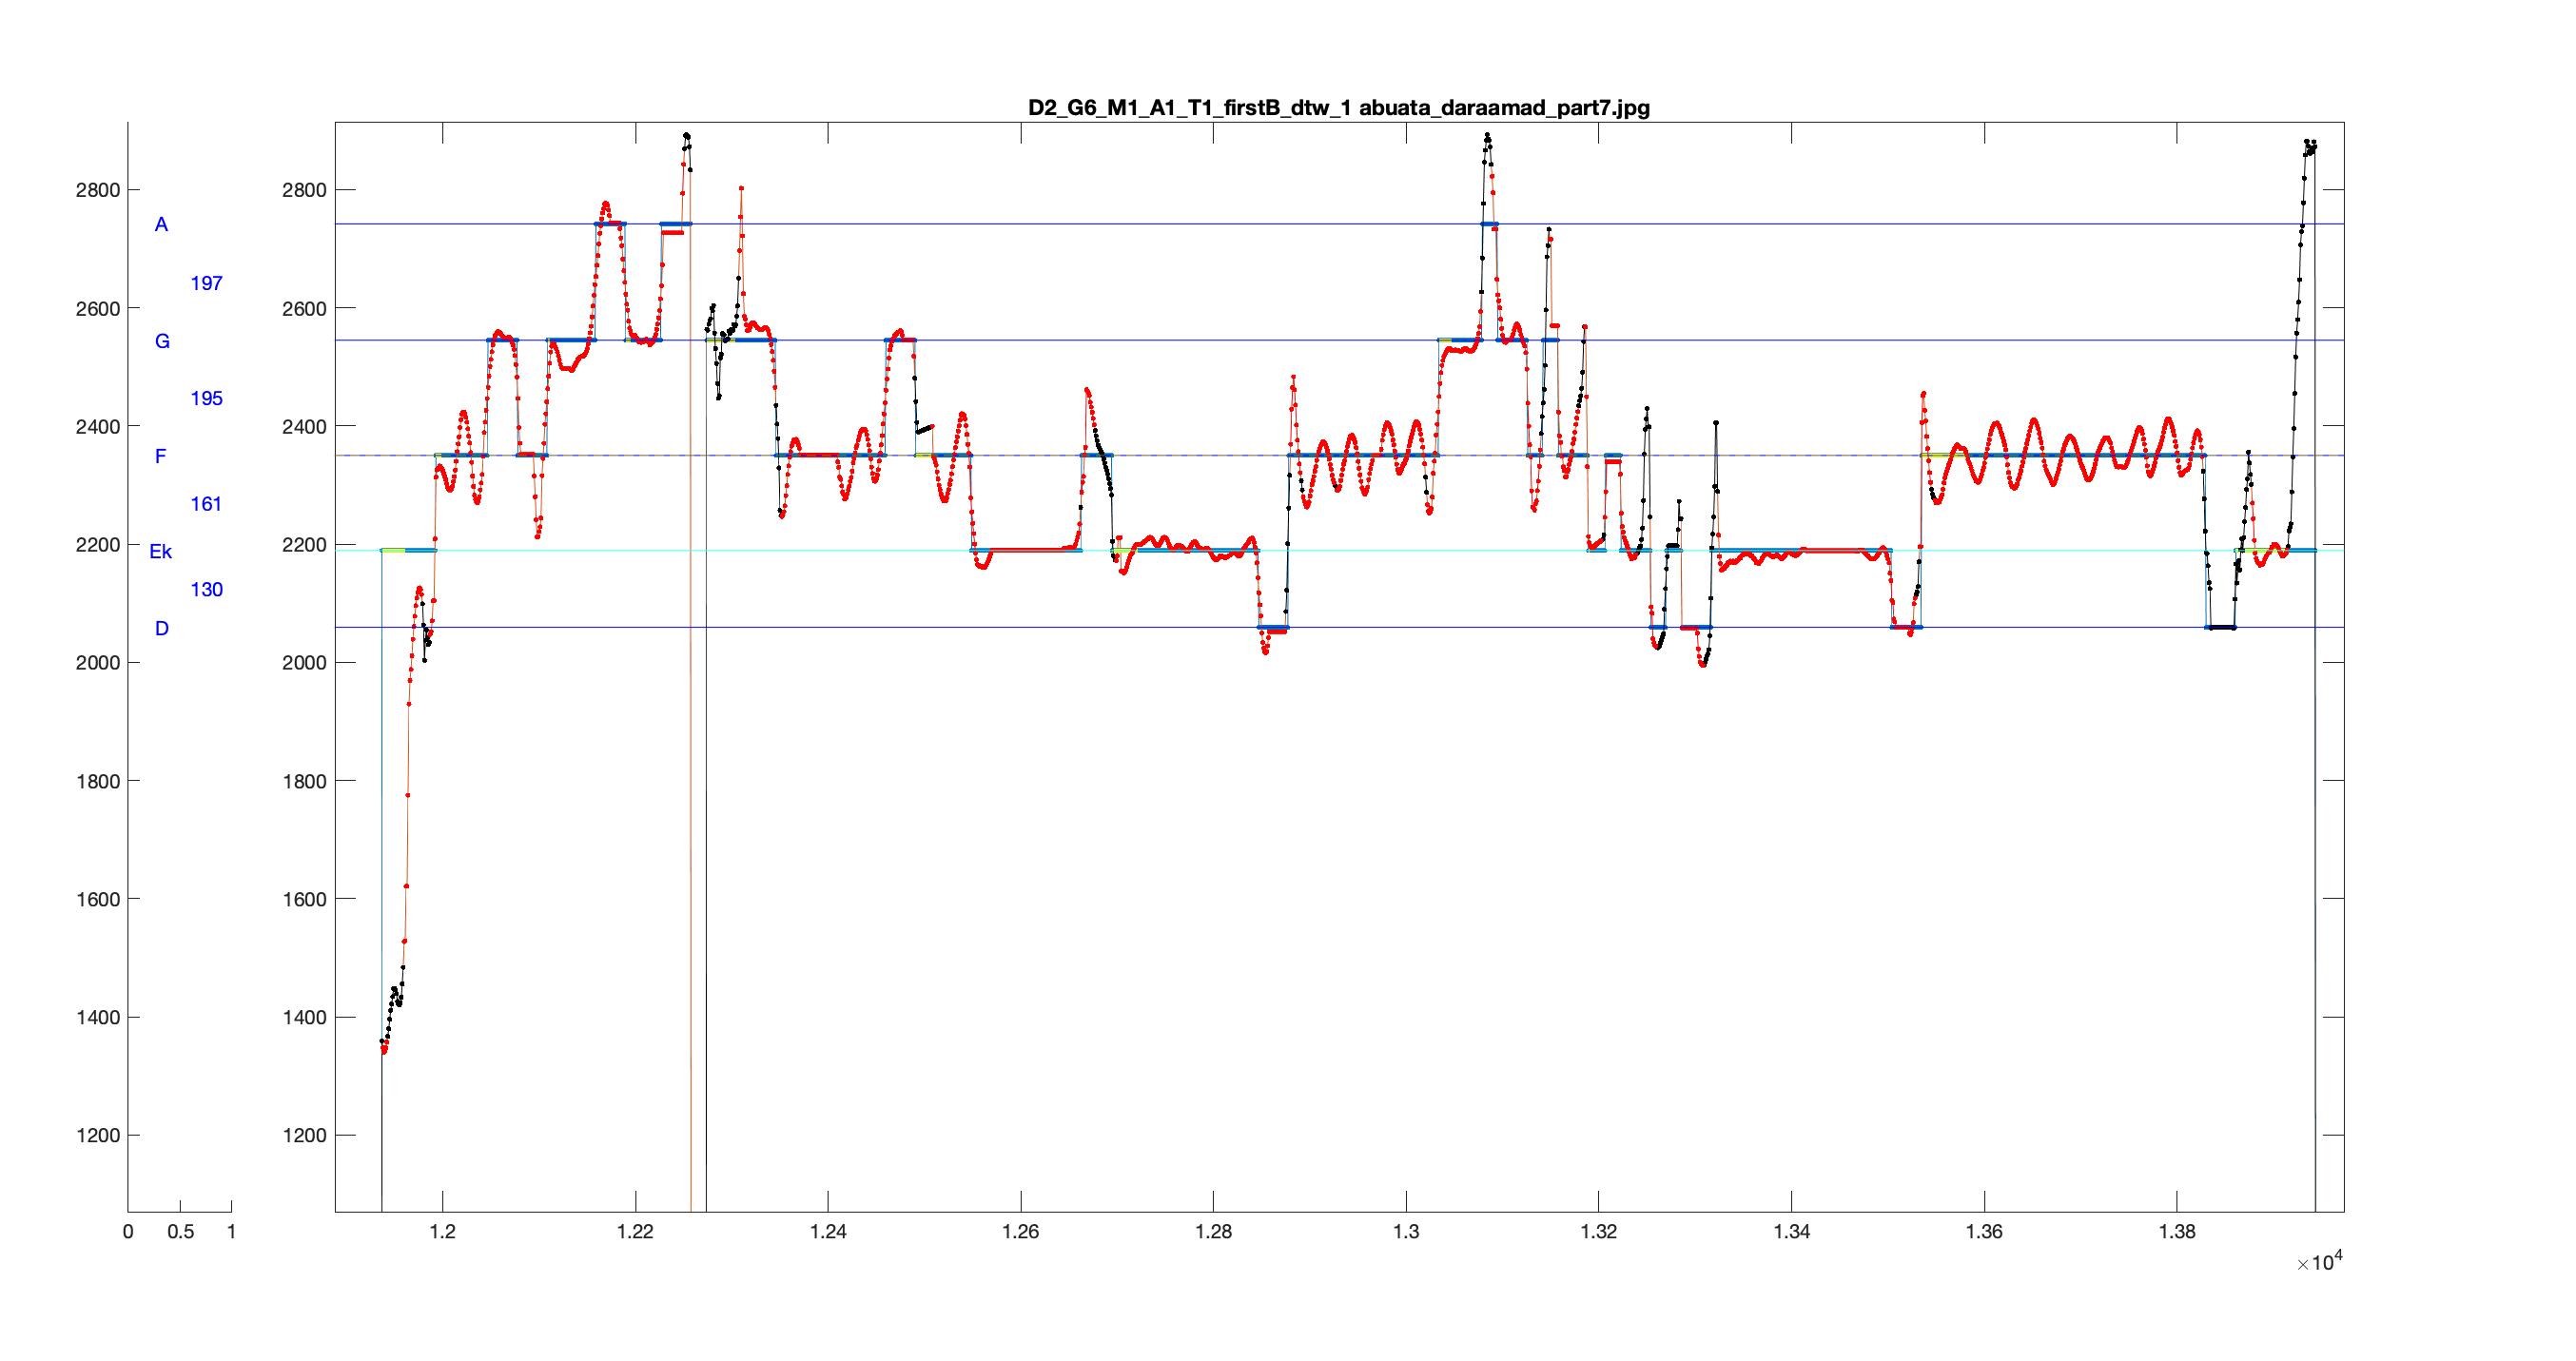 D2_G6_M1_A1_T1_firstB_dtw_1 abuata_daraamad_part7.jpg
2800 2800
A
197
2600 2600
G
195
2400 2400
F
161
2200 2200
Ek
130
D
2000 2000
1800 1800
1600 1600
1400 1400
1200 1200
0 0.5 1 1.2 1.22 1.24 1.26 1.28 1.3 1.32 1.34 1.36 1.38
×10⁴